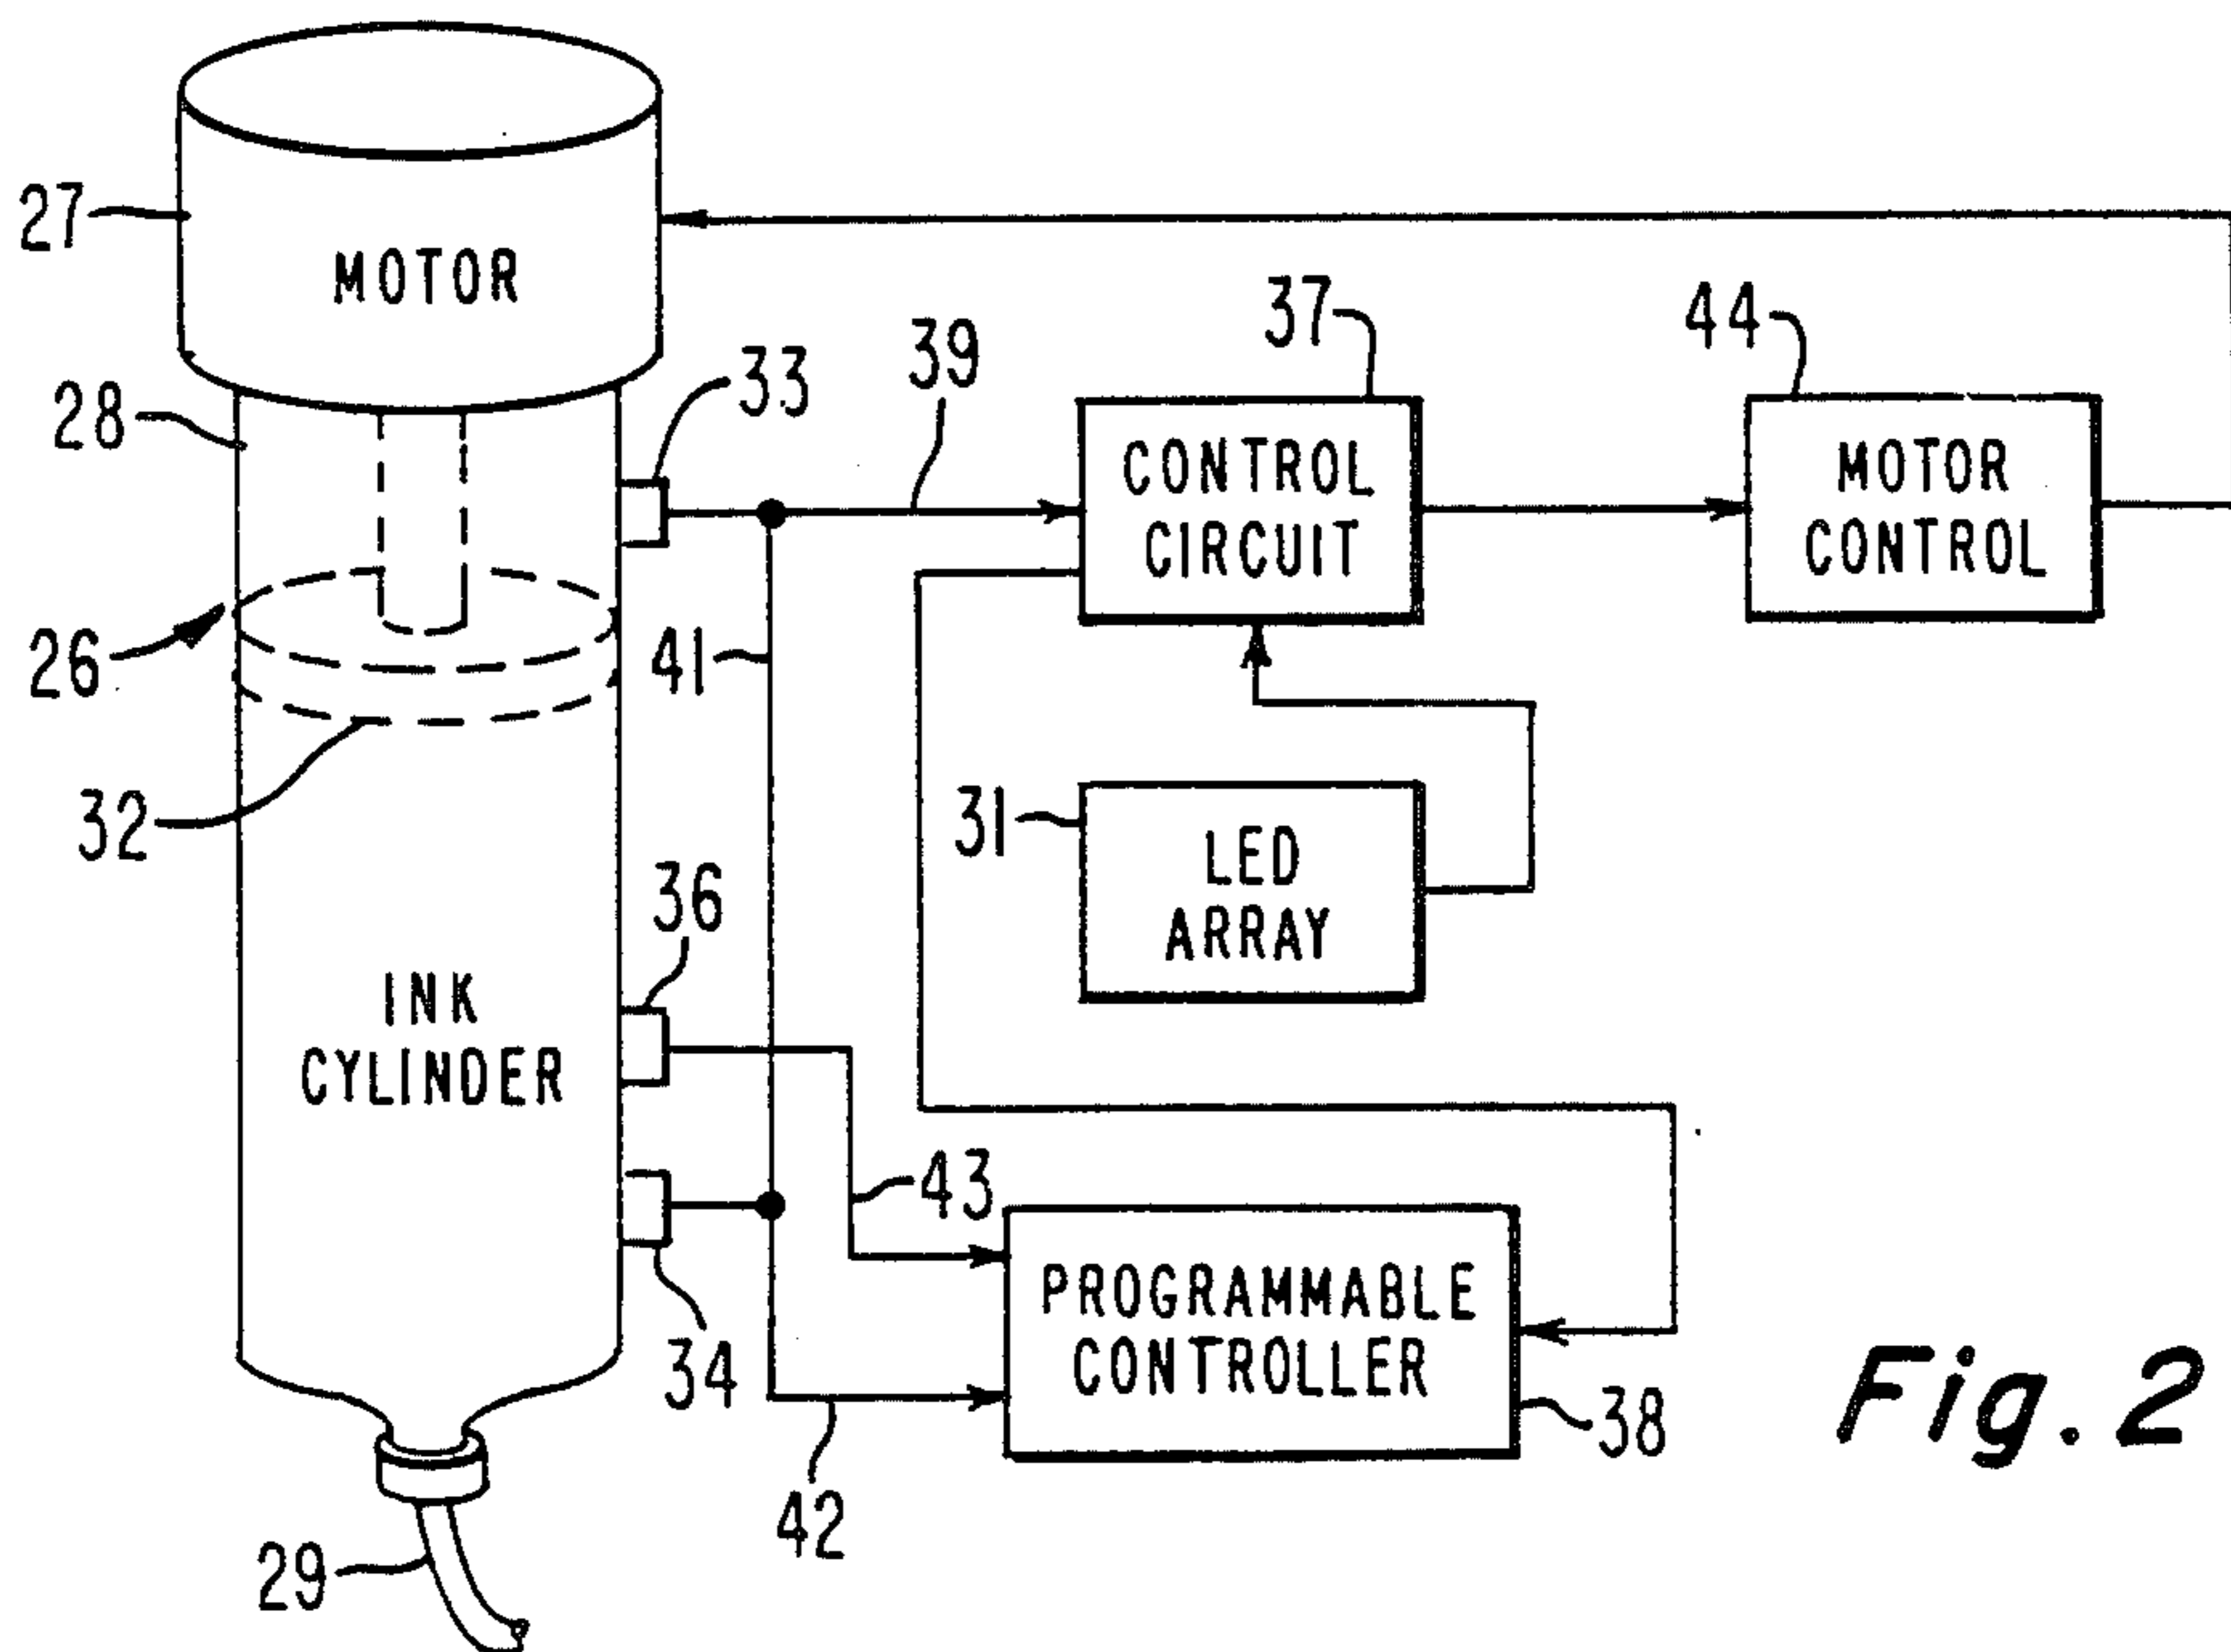 27
MOTOR
28
33
39
37
CONTROL
CIRCUIT
44
MOTOR
CONTROL
26
41
32
31
LED
ARRAY
36
INK
CYLINDER
43
34
PROGRAMMABLE
CONTROLLER
38
42
29
Fig. 2